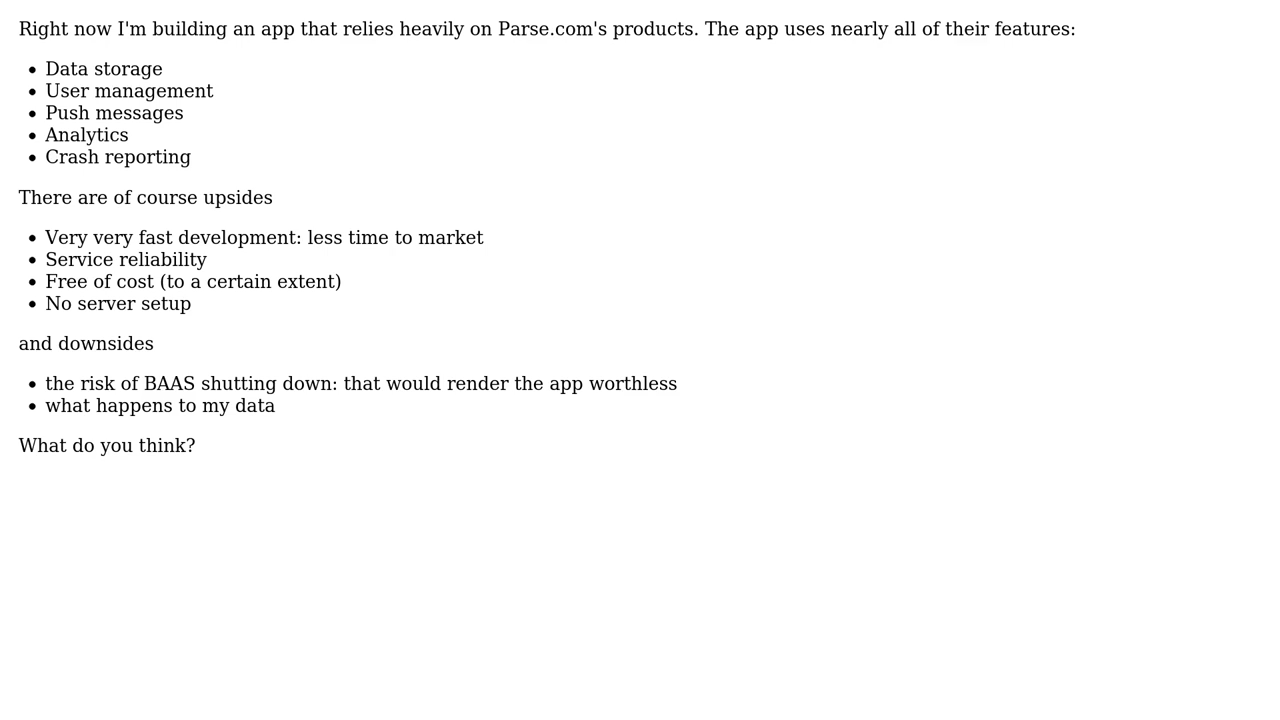 Right now I'm building an app that relies heavily on Parse.com's products. The app uses nearly all of their features:
• Data storage
• User management
• Push messages
• Analytics
• Crash reporting
There are of course upsides
• Very very fast development: less time to market
• Service reliability
• Free of cost (to a certain extent)
• No server setup
and downsides
• the risk of BAAS shutting down: that would render the app worthless
• what happens to my data
What do you think?